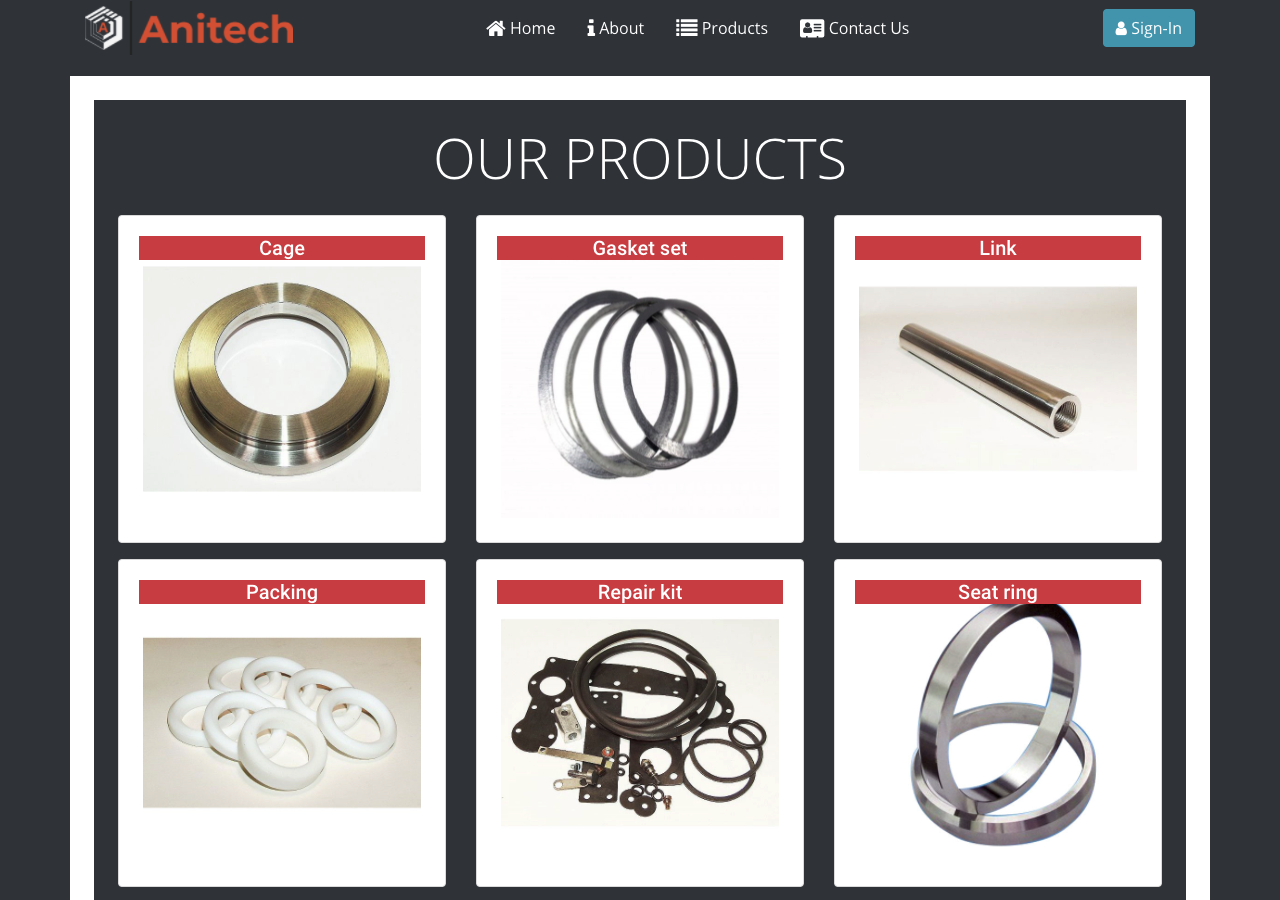 Anitech
Home
About
Products
Contact Us
Sign-In
OUR PRODUCTS
Cage
Gasket set
Link
Packing
Repair kit
Seat ring